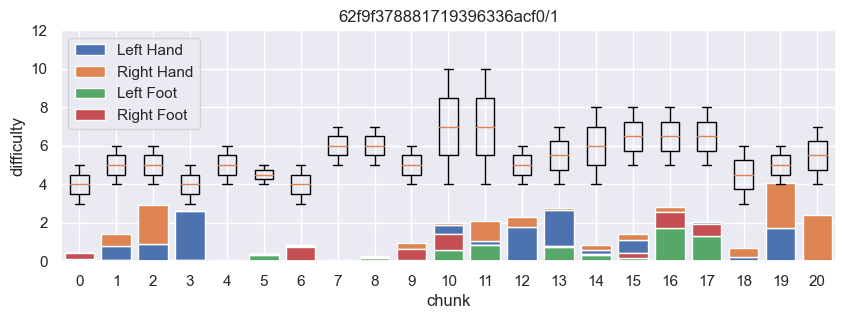 62f9f378881719396336acf0/1
difficulty
12
10
8
6
4
2
0
Left Hand
Right Hand
Left Foot
Right Foot
0 1 2 3 4 5 6 7 8 9 10 11 12 13 14 15 16 17 18 19 20
chunk